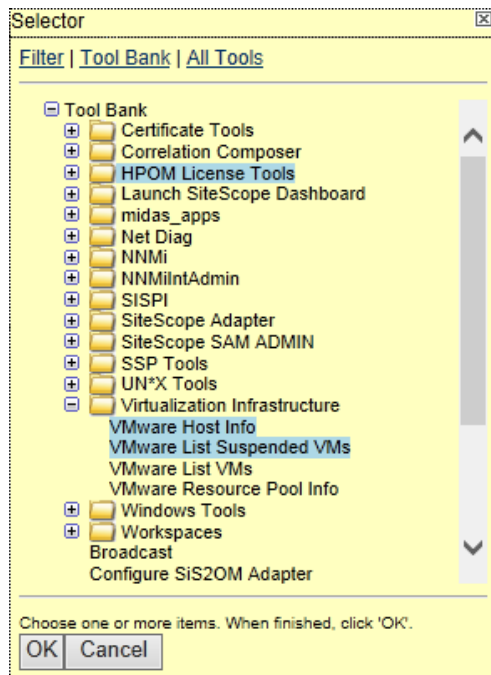 Selector
Filter | Tool Bank | All Tools
Tool Bank
Certificate Tools
Correlation Composer
HPOM License Tools
Launch SiteScope Dashboard
midas_apps
Net Diag
NNMi
NNMiIntAdmin
SISPI
SiteScope Adapter
SiteScope SAM ADMIN
SSP Tools
UN*X Tools
Virtualization Infrastructure
VMware Host Info
VMware List Suspended VMs
VMware List VMs
VMware Resource Pool Info
Windows Tools
Workspaces
Broadcast
Configure SiS2OM Adapter
Choose one or more items. When finished, click 'OK'.
OK Cancel